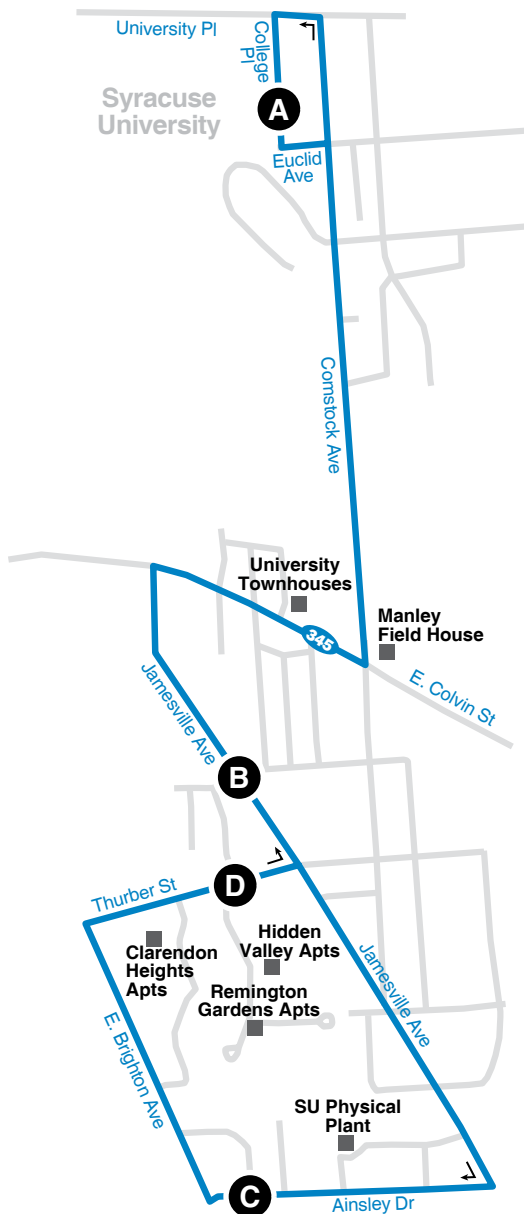 University Pl
College
Pl
Syracuse
University
A
Euclid
Ave
Comstock Ave
University
Townhouses
345
Manley
Field House
E. Colvin St
Jamesville Ave
B
Thurber St
D
Clarendon
Heights
Apts
Hidden
Valley Apts
Remington
Gardens Apts
Jamesville Ave
E. Brighton Ave
SU Physical
Plant
C
Ainsley Dr